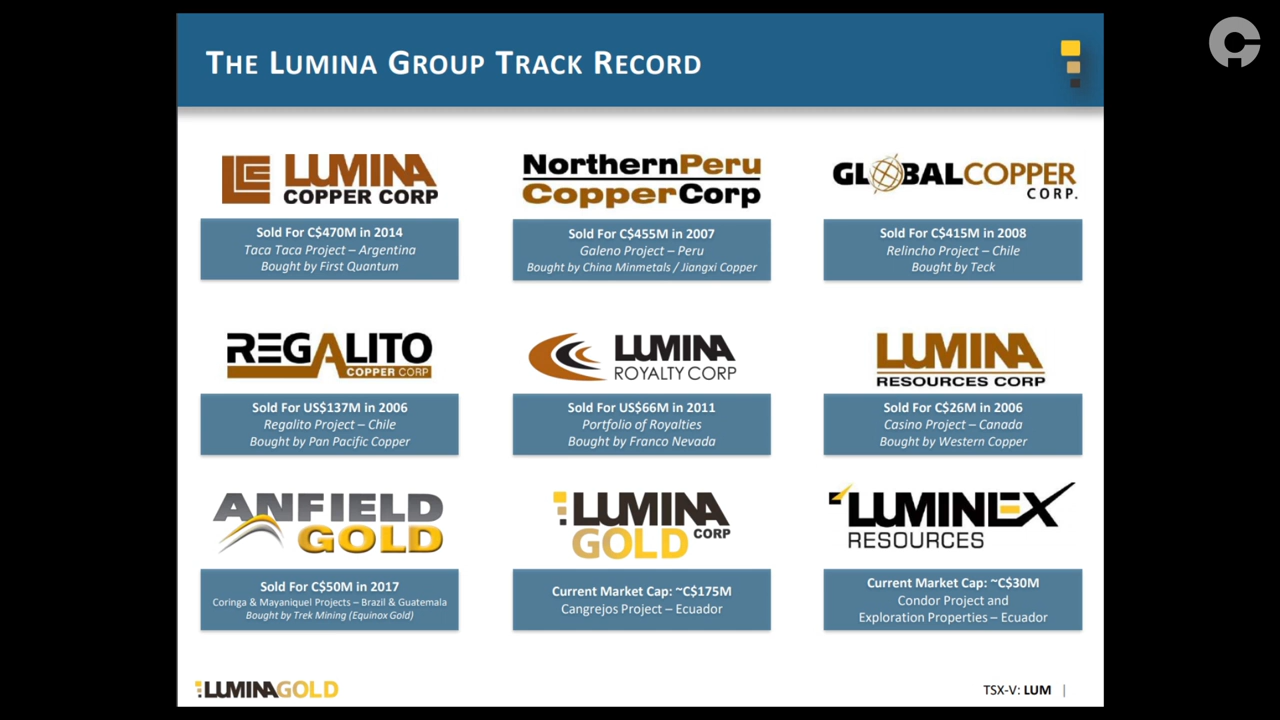 THE LUMINA GROUP TRACK RECORD
LUMINA
COPPER CORP
Sold For C$470M in 2014
Taca Taca Project – Argentina
Bought by First Quantum
NorthernPeru
CopperCorp
Sold For C$455M in 2007
Galeno Project – Peru
Bought by China Minmetals / Jiangxi Copper
GLOBALCOPPER
CORP.
Sold For C$415M in 2008
Relincho Project – Chile
Bought by Teck
REGALITO
COPPER CORP
Sold For US$137M in 2006
Regalito Project – Chile
Bought by Pan Pacific Copper
LUMINA
ROYALTY CORP
Sold For US$66M in 2011
Portfolio of Royalties
Bought by Franco Nevada
LUMINA
RESOURCES CORP
Sold For C$26M in 2006
Casino Project – Canada
Bought by Western Copper
ANFIELD
GOLD
Sold For C$50M in 2017
Coringa & Mayaniquel Projects – Brazil & Guatemala
Bought by Trek Mining (Equinox Gold)
LUMINA
GOLD CORP
Current Market Cap: ~C$175M
Cangrejos Project – Ecuador
LUMINEX
RESOURCES
Current Market Cap: ~C$30M
Condor Project and
Exploration Properties – Ecuador
LUMINAGOLD
TSX-V: LUM |